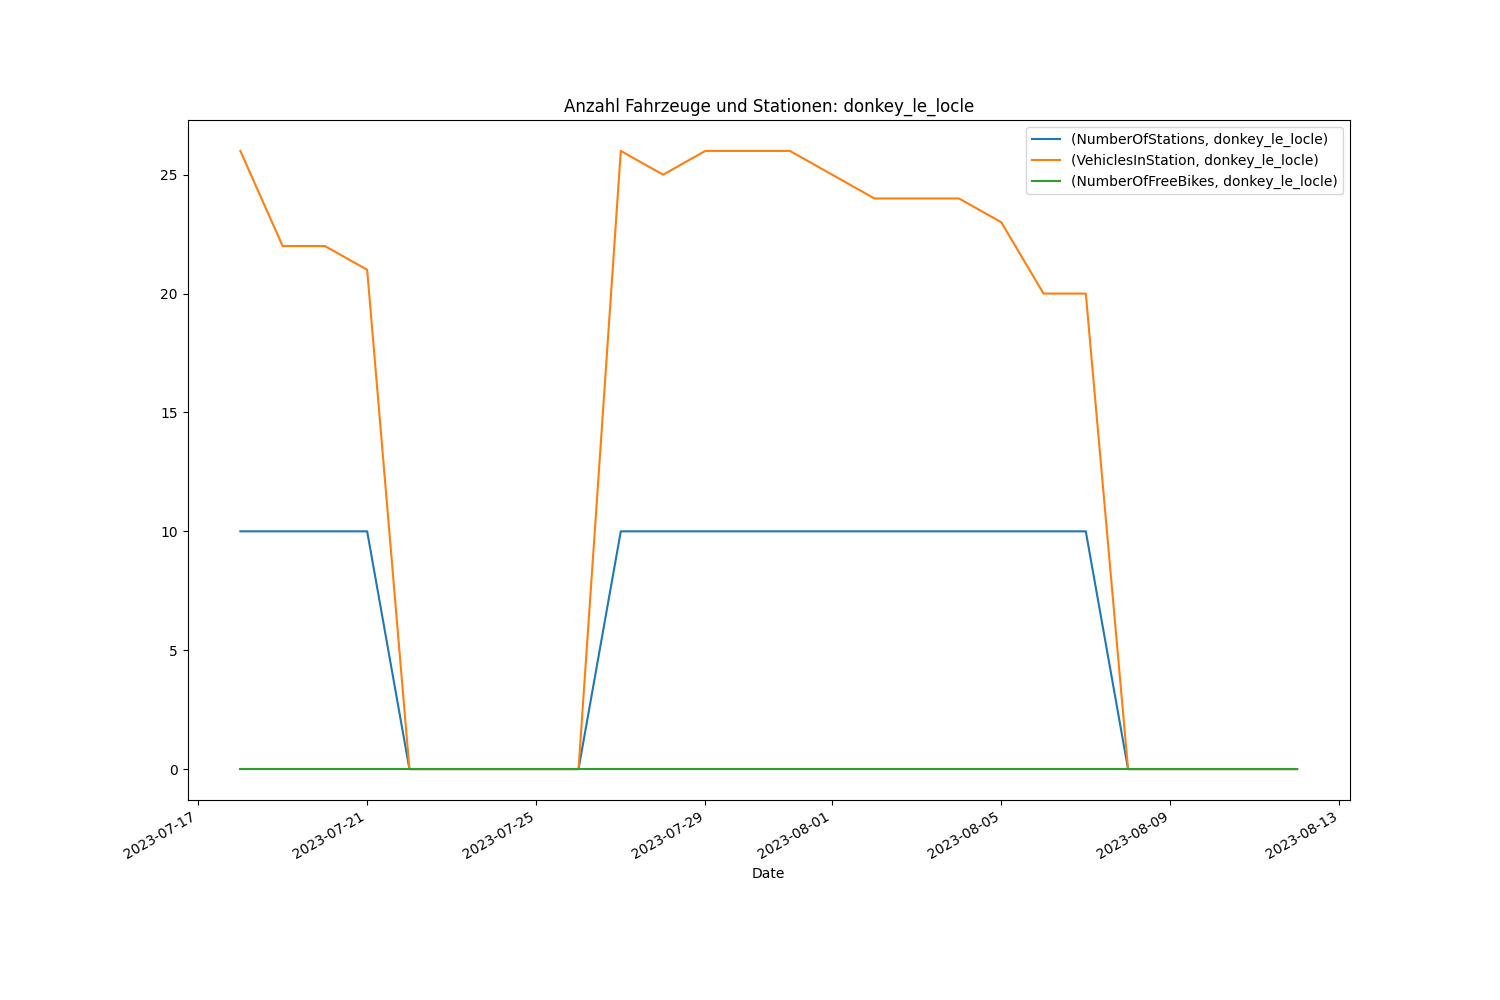 Anzahl Fahrzeuge und Stationen: donkey_le_locle
(NumberOfStations, donkey_le_locle)
(VehiclesInStation, donkey_le_locle)
(NumberOfFreeBikes, donkey_le_locle)
25
20
15
10
5
0
2023-07-17
2023-07-21
2023-07-25
2023-07-29
2023-08-01
2023-08-05
2023-08-09
2023-08-13
Date